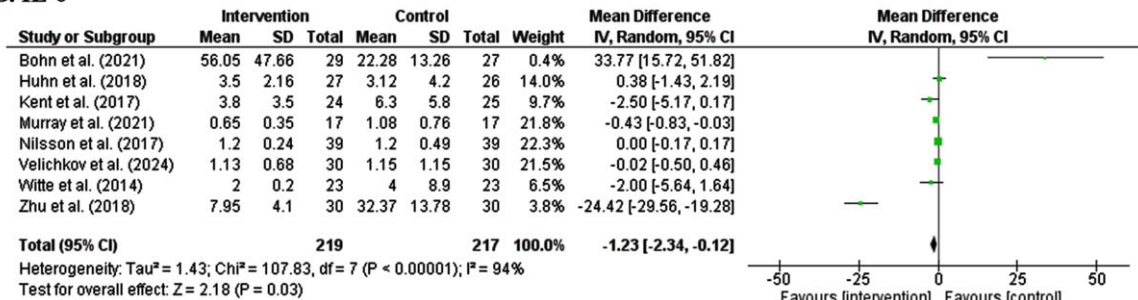 Intervention Control Mean Difference Mean Difference
Study or Subgroup Mean SD Total Mean SD Total Weight IV, Random, 95% CI IV, Random, 95% CI
Bohn et al. (2021) 56.05 47.66 29 22.28 13.26 27 0.4% 33.77 [15.72, 51.82]
Huhn et al. (2018) 3.5 2.16 27 3.12 4.2 26 14.0% 0.38 [-1.43, 2.19]
Kent et al. (2017) 3.8 3.5 24 6.3 5.8 25 9.7% -2.50 [-5.17, 0.17]
Murray et al. (2021) 0.65 0.35 17 1.08 0.76 17 21.8% -0.43 [-0.83, -0.03]
Nilsson et al. (2017) 1.2 0.24 39 1.2 0.49 39 22.3% 0.00 [-0.17, 0.17]
Velichkov et al. (2024) 1.13 0.68 30 1.15 1.15 30 21.5% -0.02 [-0.50, 0.46]
Witte et al. (2014) 2 0.2 23 4 8.9 23 6.5% -2.00 [-5.64, 1.64]
Zhu et al. (2018) 7.95 4.1 30 32.37 13.78 30 3.8% -24.42 [-29.56, -19.28]
Total (95% CI) 219 217 100.0% -1.23 [-2.34, -0.12]
Heterogeneity: Tau² = 1.43; Chi² = 107.83, df = 7 (P < 0.00001); I² = 94%
Test for overall effect: Z = 2.18 (P = 0.03)
-50 -25 0 25 50
Favours [intervention] Favours [control]